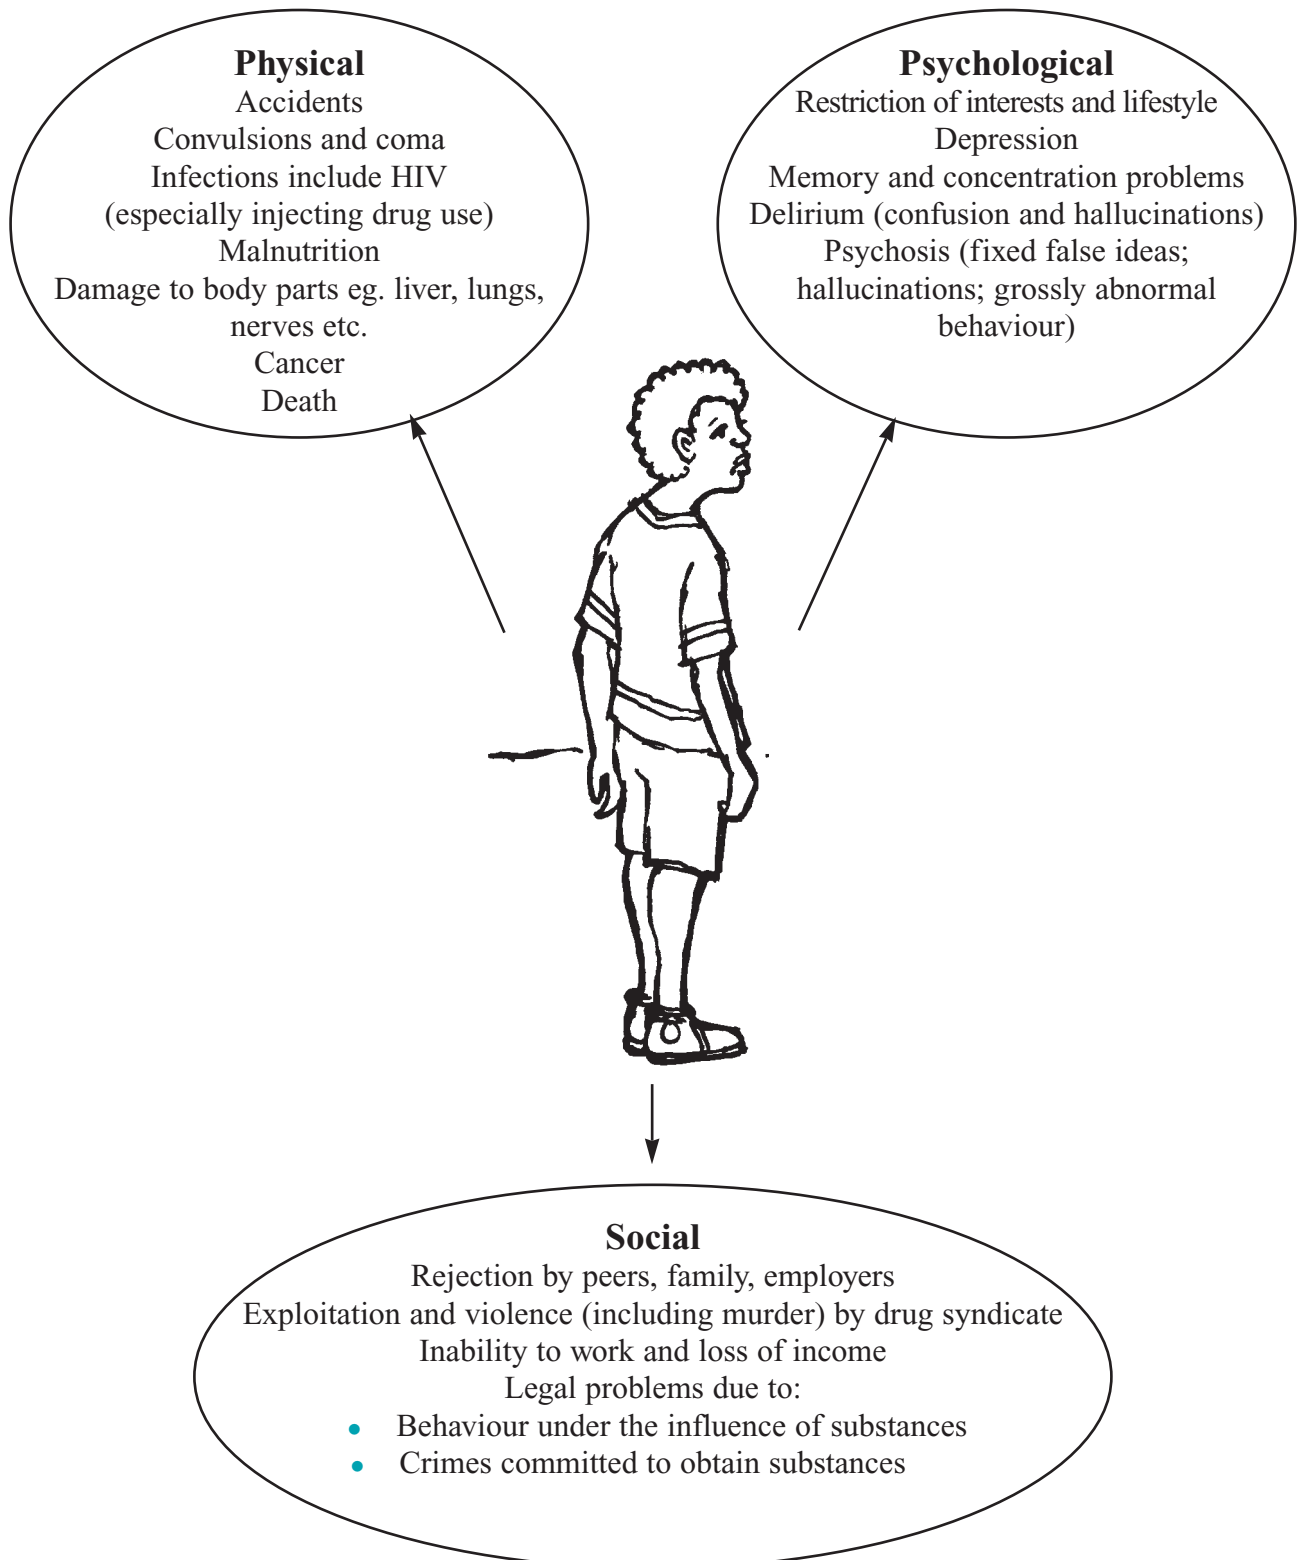 Physical
Accidents
Convulsions and coma
Infections include HIV
(especially injecting drug use)
Malnutrition
Damage to body parts eg. liver, lungs,
nerves etc.
Cancer
Death
Psychological
Restriction of interests and lifestyle
Depression
Memory and concentration problems
Delirium (confusion and hallucinations)
Psychosis (fixed false ideas;
hallucinations; grossly abnormal
behaviour)
Social
Rejection by peers, family, employers
Exploitation and violence (including murder) by drug syndicate
Inability to work and loss of income
Legal problems due to:
• Behaviour under the influence of substances
• Crimes committed to obtain substances